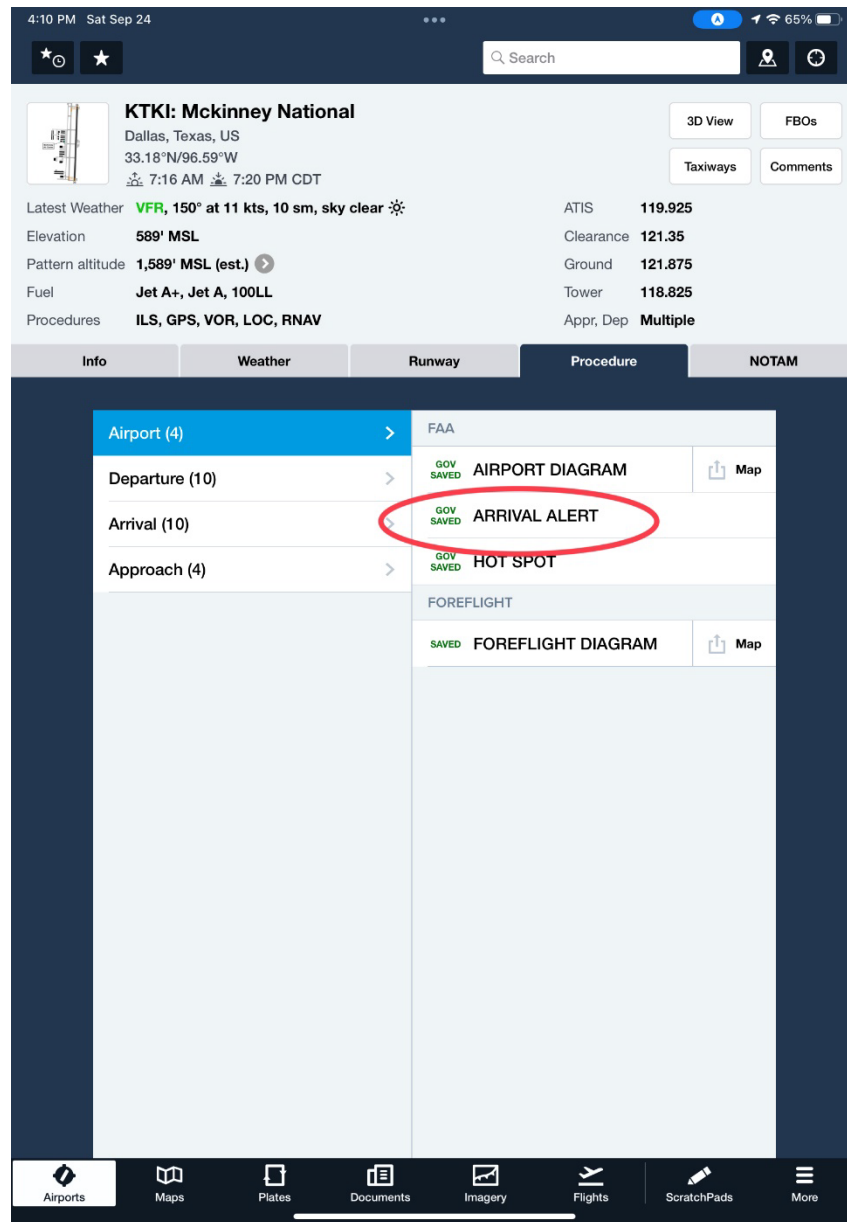 4:10 PM Sat Sep 24
65%
Search
KTKI: Mckinney National
Dallas, Texas, US
33.18°N/96.59°W
7:16 AM 7:20 PM CDT
3D View
FBOs
Taxiways
Comments
Latest Weather VFR, 150° at 11 kts, 10 sm, sky clear
Elevation 589' MSL
Pattern altitude 1,589' MSL (est.)
Fuel Jet A+, Jet A, 100LL
Procedures ILS, GPS, VOR, LOC, RNAV
ATIS 119.925
Clearance 121.35
Ground 121.875
Tower 118.825
Appr, Dep Multiple
Info
Weather
Runway
Procedure
NOTAM
Airport (4)
Departure (10)
Arrival (10)
Approach (4)
FAA
GOV
SAVED
AIRPORT DIAGRAM
Map
GOV
SAVED
ARRIVAL ALERT
GOV
SAVED
HOT SPOT
FOREFLIGHT
SAVED
FOREFLIGHT DIAGRAM
Map
Airports
Maps
Plates
Documents
Imagery
Flights
ScratchPads
More